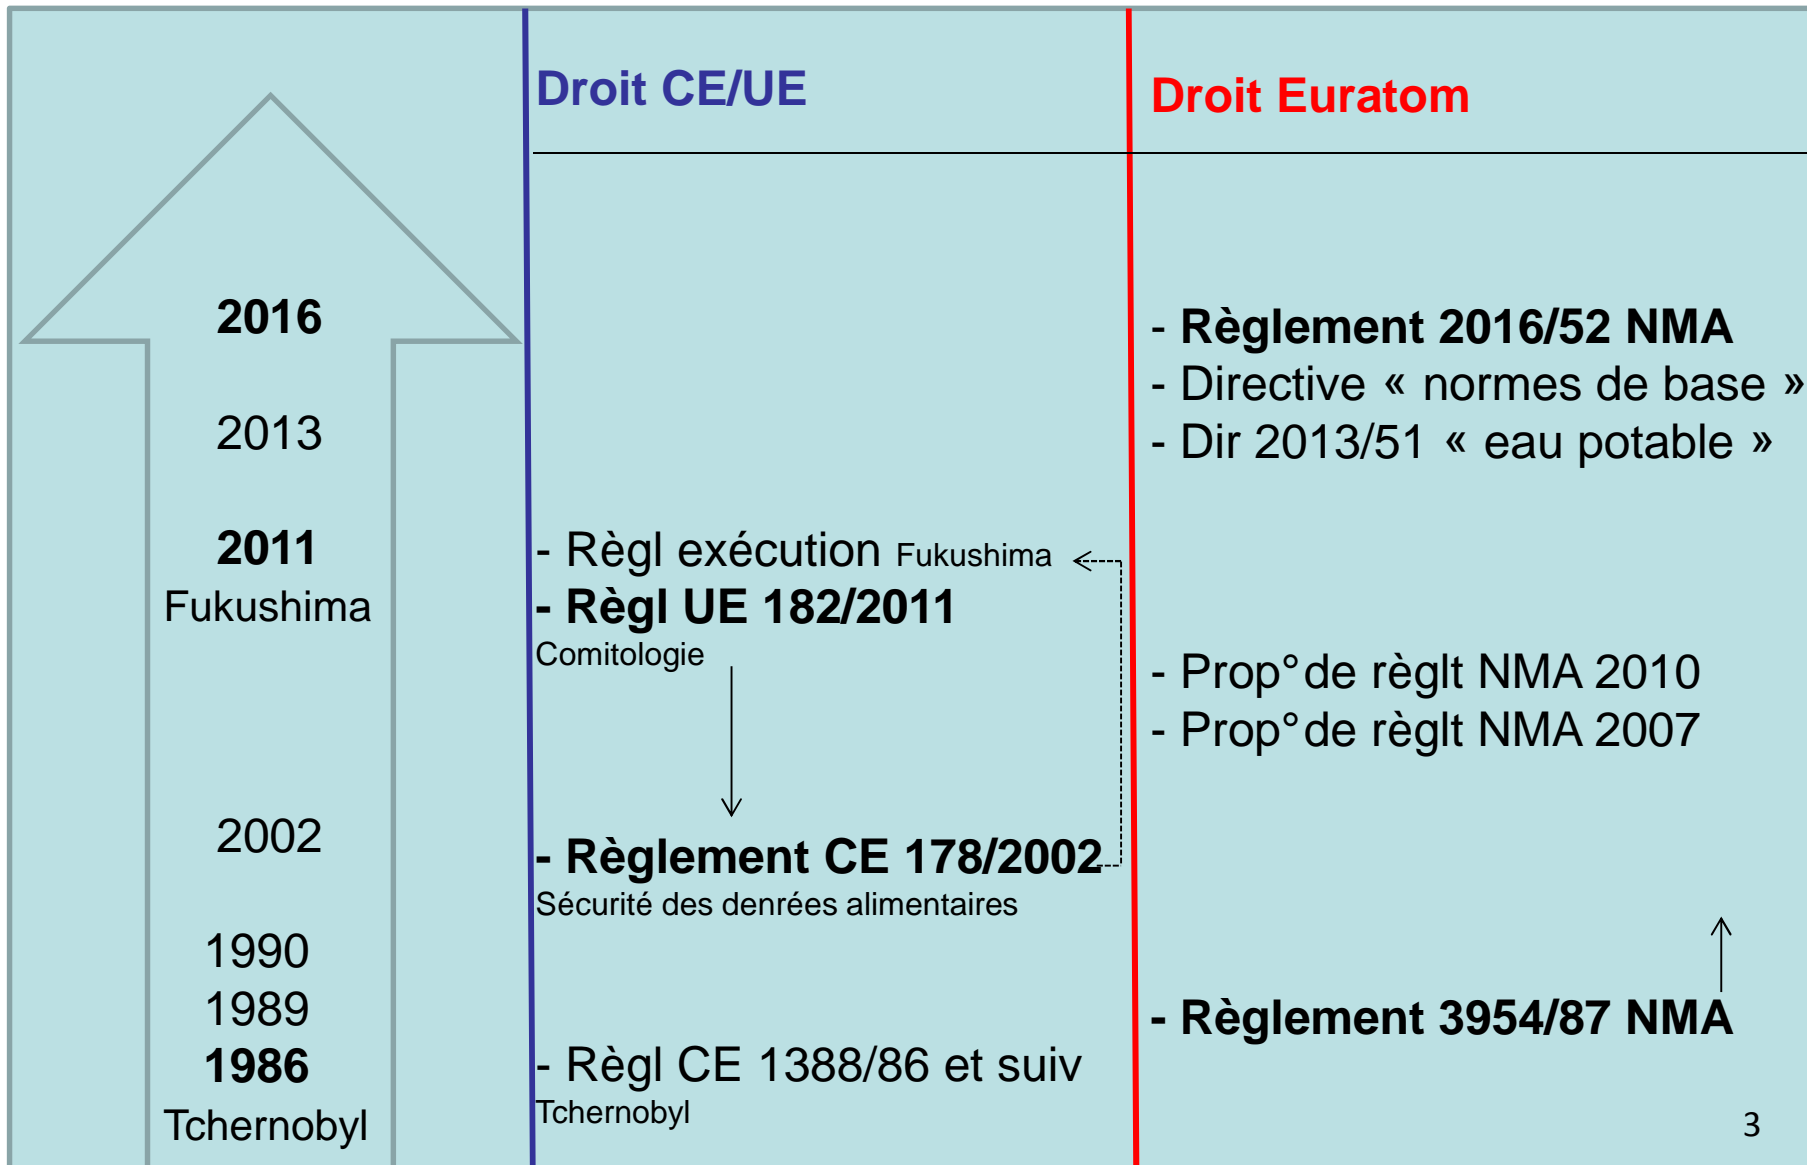 Droit CE/UE
Droit Euratom
2016
2013
2011
Fukushima
2002
1990
1989
1986
Tchernobyl
- Règl exécution Fukushima
- Règl UE 182/2011
Comitologie
- Règlement CE 178/2002
Sécurité des denrées alimentaires
- Règl CE 1388/86 et suiv
Tchernobyl
- Règlement 2016/52 NMA
- Directive « normes de base »
- Dir 2013/51 « eau potable »
- Prop° de règlt NMA 2010
- Prop° de règlt NMA 2007
- Règlement 3954/87 NMA
3